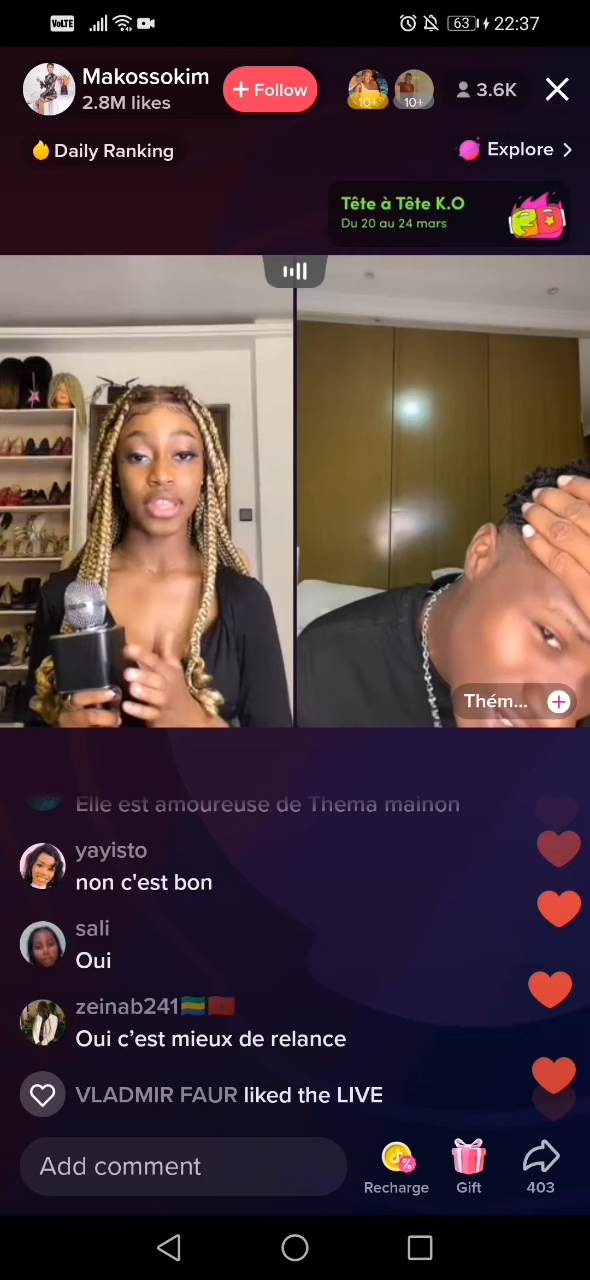 VoLTE
63
22:37
Makossokim
2.8M likes
+ Follow
10+
10+
3.6K
Daily Ranking
Explore >
Tête à Tête K.O
Du 20 au 24 mars
Thém...
Elle est amoureuse de Thema mainon
yayisto
non c'est bon
sali
Oui
zeinab241🇬🇦🇲🇦
Oui c’est mieux de relance
VLADMIR FAUR liked the LIVE
Add comment
Recharge
Gift
403